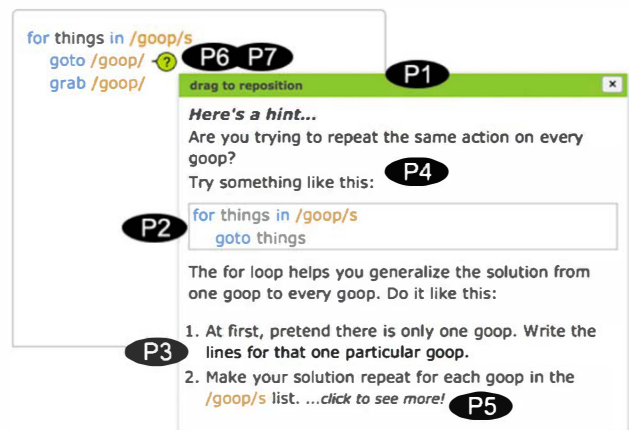 for things in /goop/s
goto /goop/ ? P6 P7
grab /goop/
P1
drag to reposition x
Here's a hint...
Are you trying to repeat the same action on every
goop?
P4
Try something like this:
P2
for things in /goop/s
goto things
The for loop helps you generalize the solution from
one goop to every goop. Do it like this:
1. At first, pretend there is only one goop. Write the
P3
lines for that one particular goop.
2. Make your solution repeat for each goop in the
/goop/s list. ...click to see more! P5